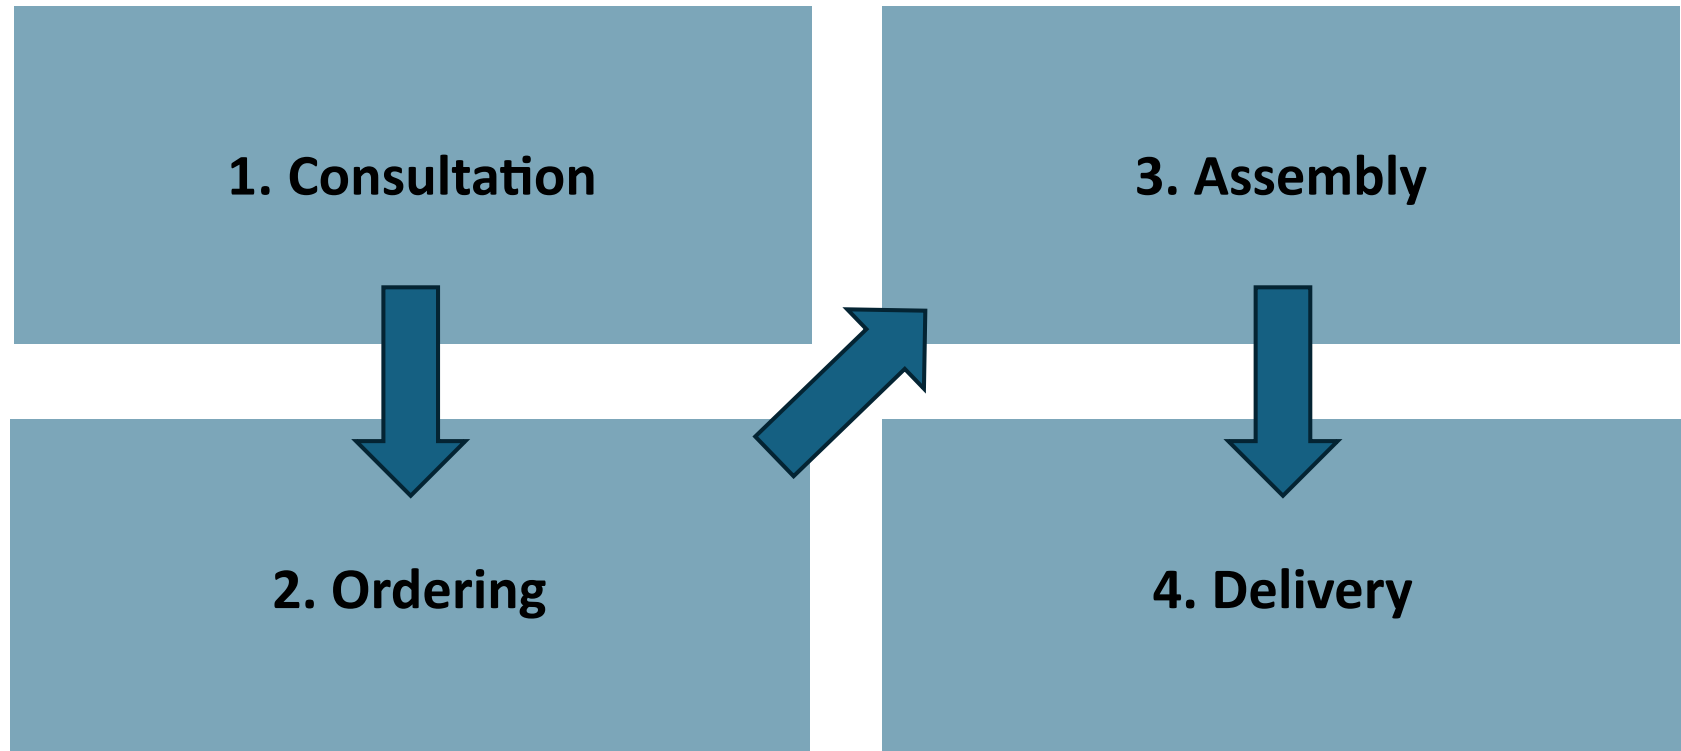 1. Consultation
2. Ordering
3. Assembly
4. Delivery